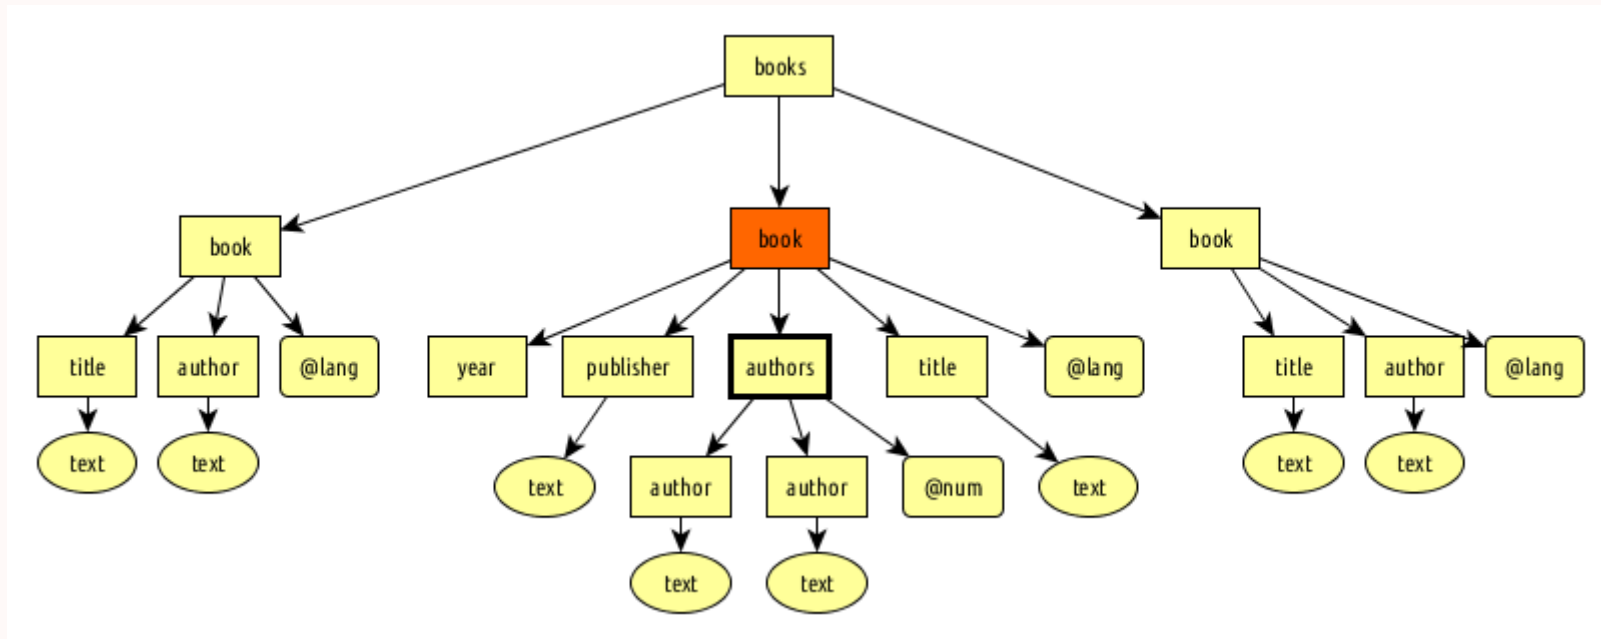 books
book
book
book
title
author
@lang
year
publisher
authors
title
@lang
title
author
@lang
text
text
text
author
author
@num
text
text
text
text
text